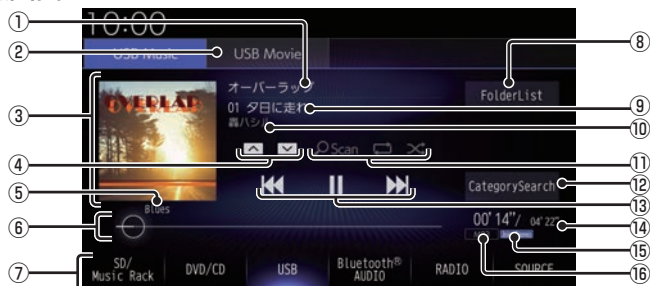 10:00
①
②
USB Music
USB Movie
⑧
オーバーラップ
③
OVERLAP
FolderList
01 夕日に走れ
⑨
轟ハシル
⑩
④
Scan
⑪
⑤
CategorySearch
⑫
⑬
Blues
⑥
00'14"/ 04'22"
⑭
⑮
⑦
SD/
Music Rack
DVD/CD
USB
Bluetooth®
AUDIO
RADIO
SOURCE
⑯